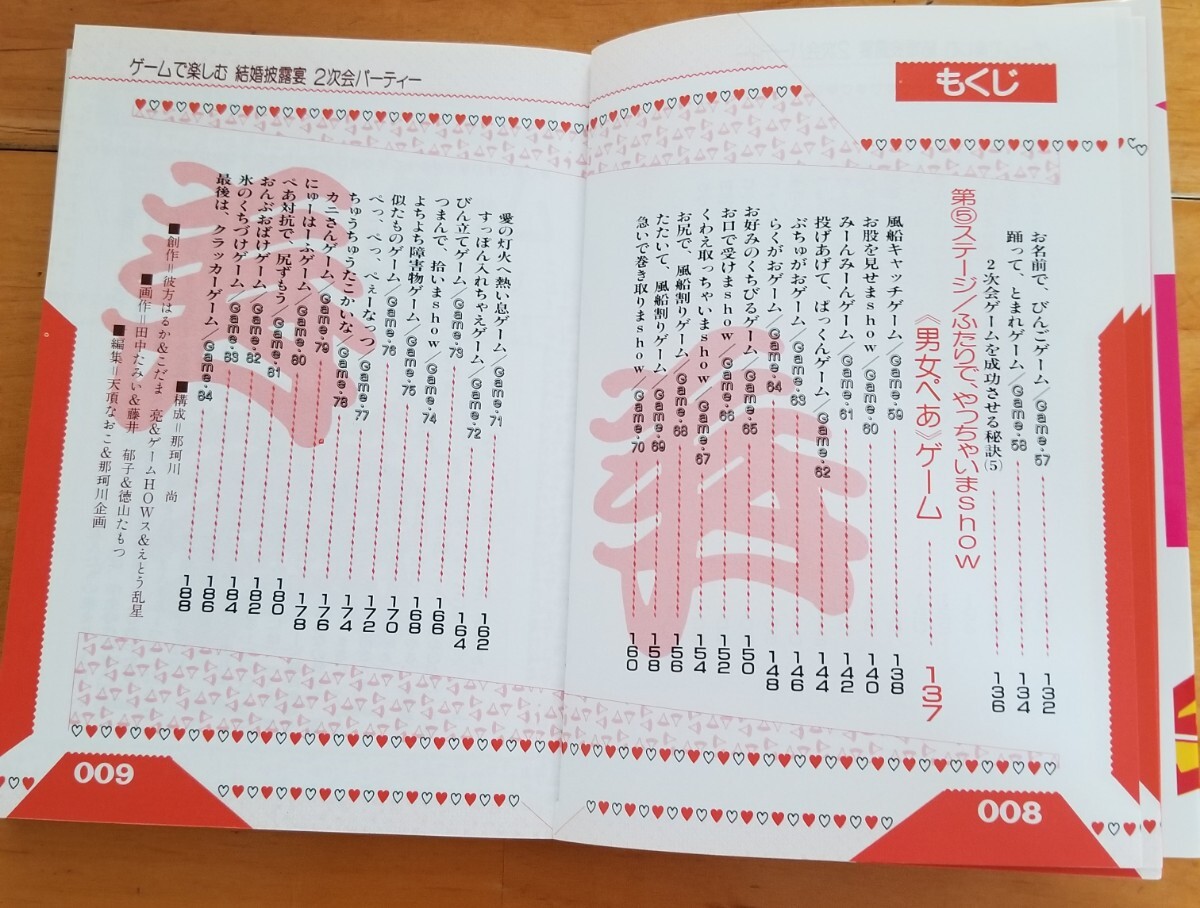 もくじ
お名前で、びんごゲーム／Game・57 132
踊って、とまれゲーム／Game・58 134
2次会ゲームを成功させる秘訣(5) 136
第⑤ステージ／ふたりで、やっちゃいまshow
《男女ぺあ》ゲーム 137
風船キャッチゲーム／Game・59 138
お股を見せまshow／Game・60 140
みーんみーんゲーム／Game・61 142
投げあげて、ぱっくんゲーム／Game・62 144
ぶちゅがおゲーム／Game・63 146
らくがおゲーム／Game・64 148
お好みのくちびるゲーム／Game・65 150
お口で受けまshow／Game・66 152
くわえ取っちゃいまshow／Game・67 154
お尻で、風船割りゲーム／Game・68 156
たたいて、風船割りゲーム／Game・69 158
急いで巻き取りまshow／Game・70 160
008
ゲームで楽しむ 結婚披露宴 2次会パーティー
愛の灯火へ熱い息ゲーム／Game・71 162
すっぽん入れちゃえゲーム／Game・72 164
びん立てゲーム／Game・73 166
つまんで、拾いまshow／Game・74 168
よちよち障害物ゲーム／Game・75 170
似たものゲーム／Game・76 172
ぺっ、ぺっ、ぺぇーなつっ／Game・77 174
ちゅうちゅうたこかいな／Game・78 176
カニさんゲーム／Game・79 178
にゅーはーふゲーム／Game・80 180
ぺあ対抗で、尻ずもう／Game・81 182
おんぶおばけゲーム／Game・82 184
氷のくちづけゲーム／Game・83 186
最後は、クラッカーゲーム／Game・84 188
■構成＝那珂川 尚
■創作＝彼方はるか&こだま 亮&ゲームHOWス&えとう乱星
■画作＝田中たみい&藤井 郁子&徳山たもつ
■編集＝天頂なおこ&那珂川企画
009